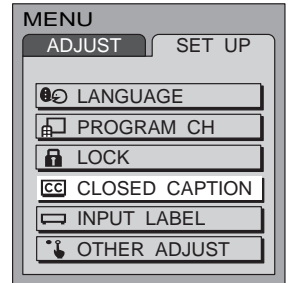 MENU
ADJUST SET UP
LANGUAGE
PROGRAM CH
LOCK
CC CLOSED CAPTION
INPUT LABEL
OTHER ADJUST